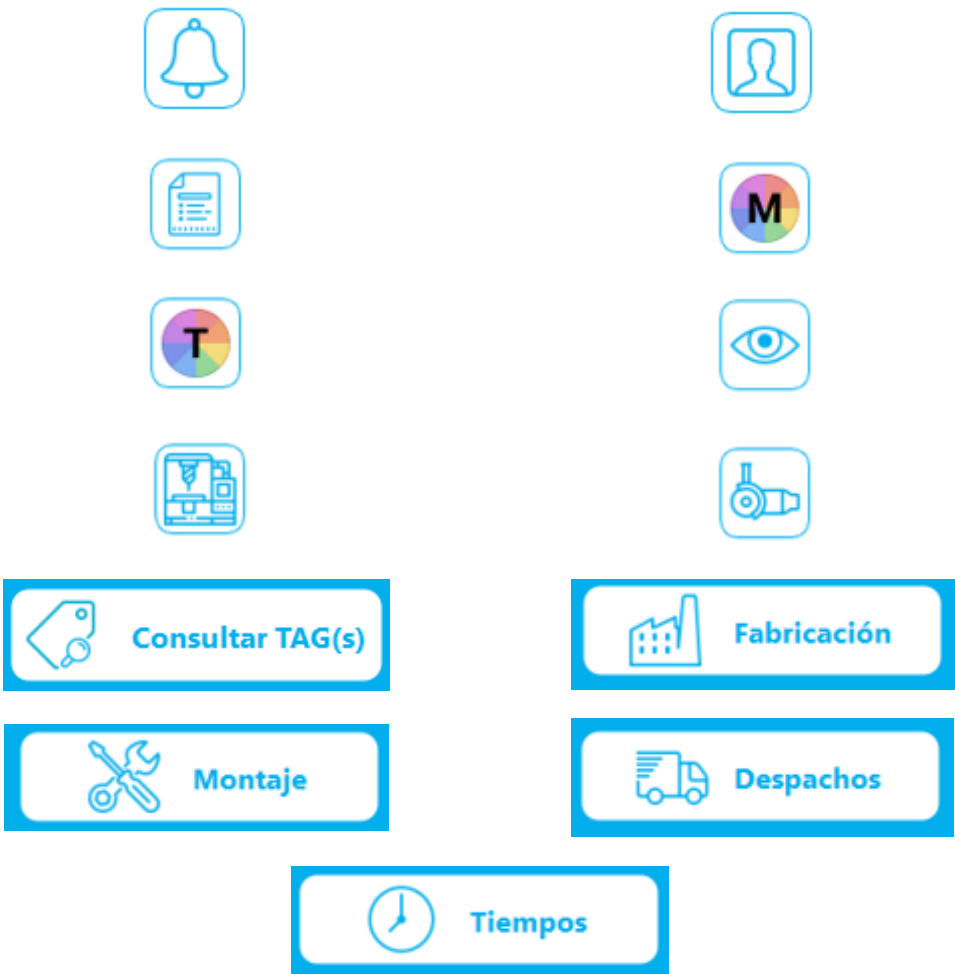 M
T
Consultar TAG(s)
Fabricación
Montaje
Despachos
Tiempos